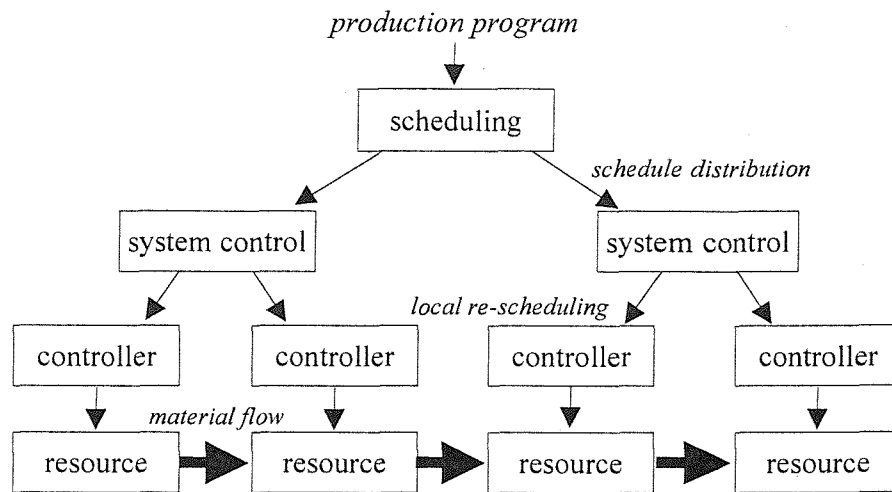 production program
scheduling
schedule distribution
system control
system control
local re-scheduling
controller
controller
controller
controller
material flow
resource
resource
resource
resource